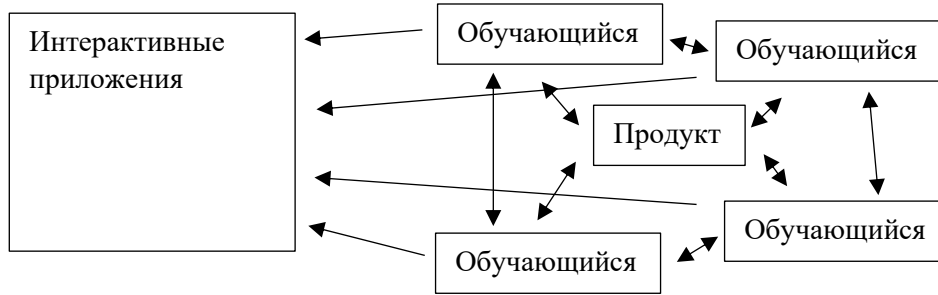 Интерактивные
приложения
Обучающийся
Обучающийся
Продукт
Обучающийся
Обучающийся